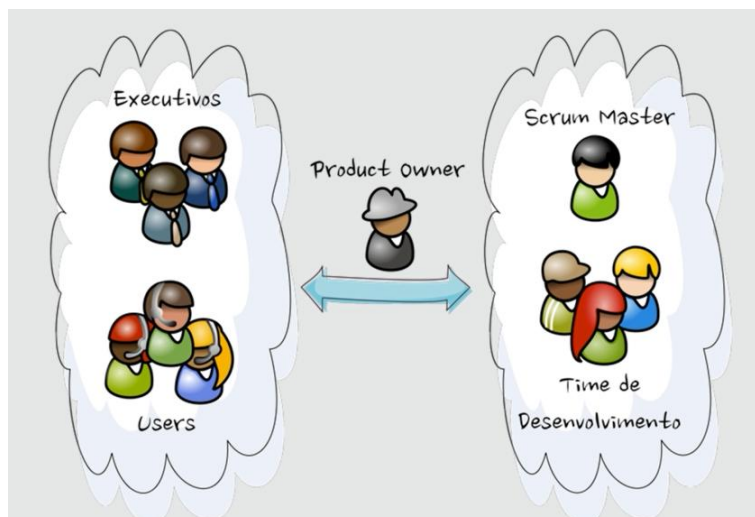 Executivos
Users
Product Owner
Scrum Master
Time de
Desenvolvimento